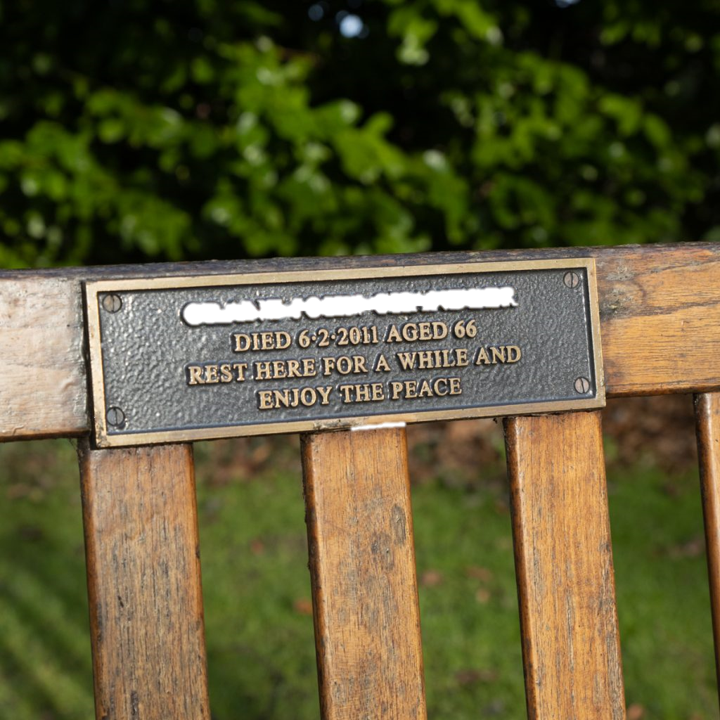 DIED 6·2·2011 AGED 66
REST HERE FOR A WHILE AND
ENJOY THE PEACE